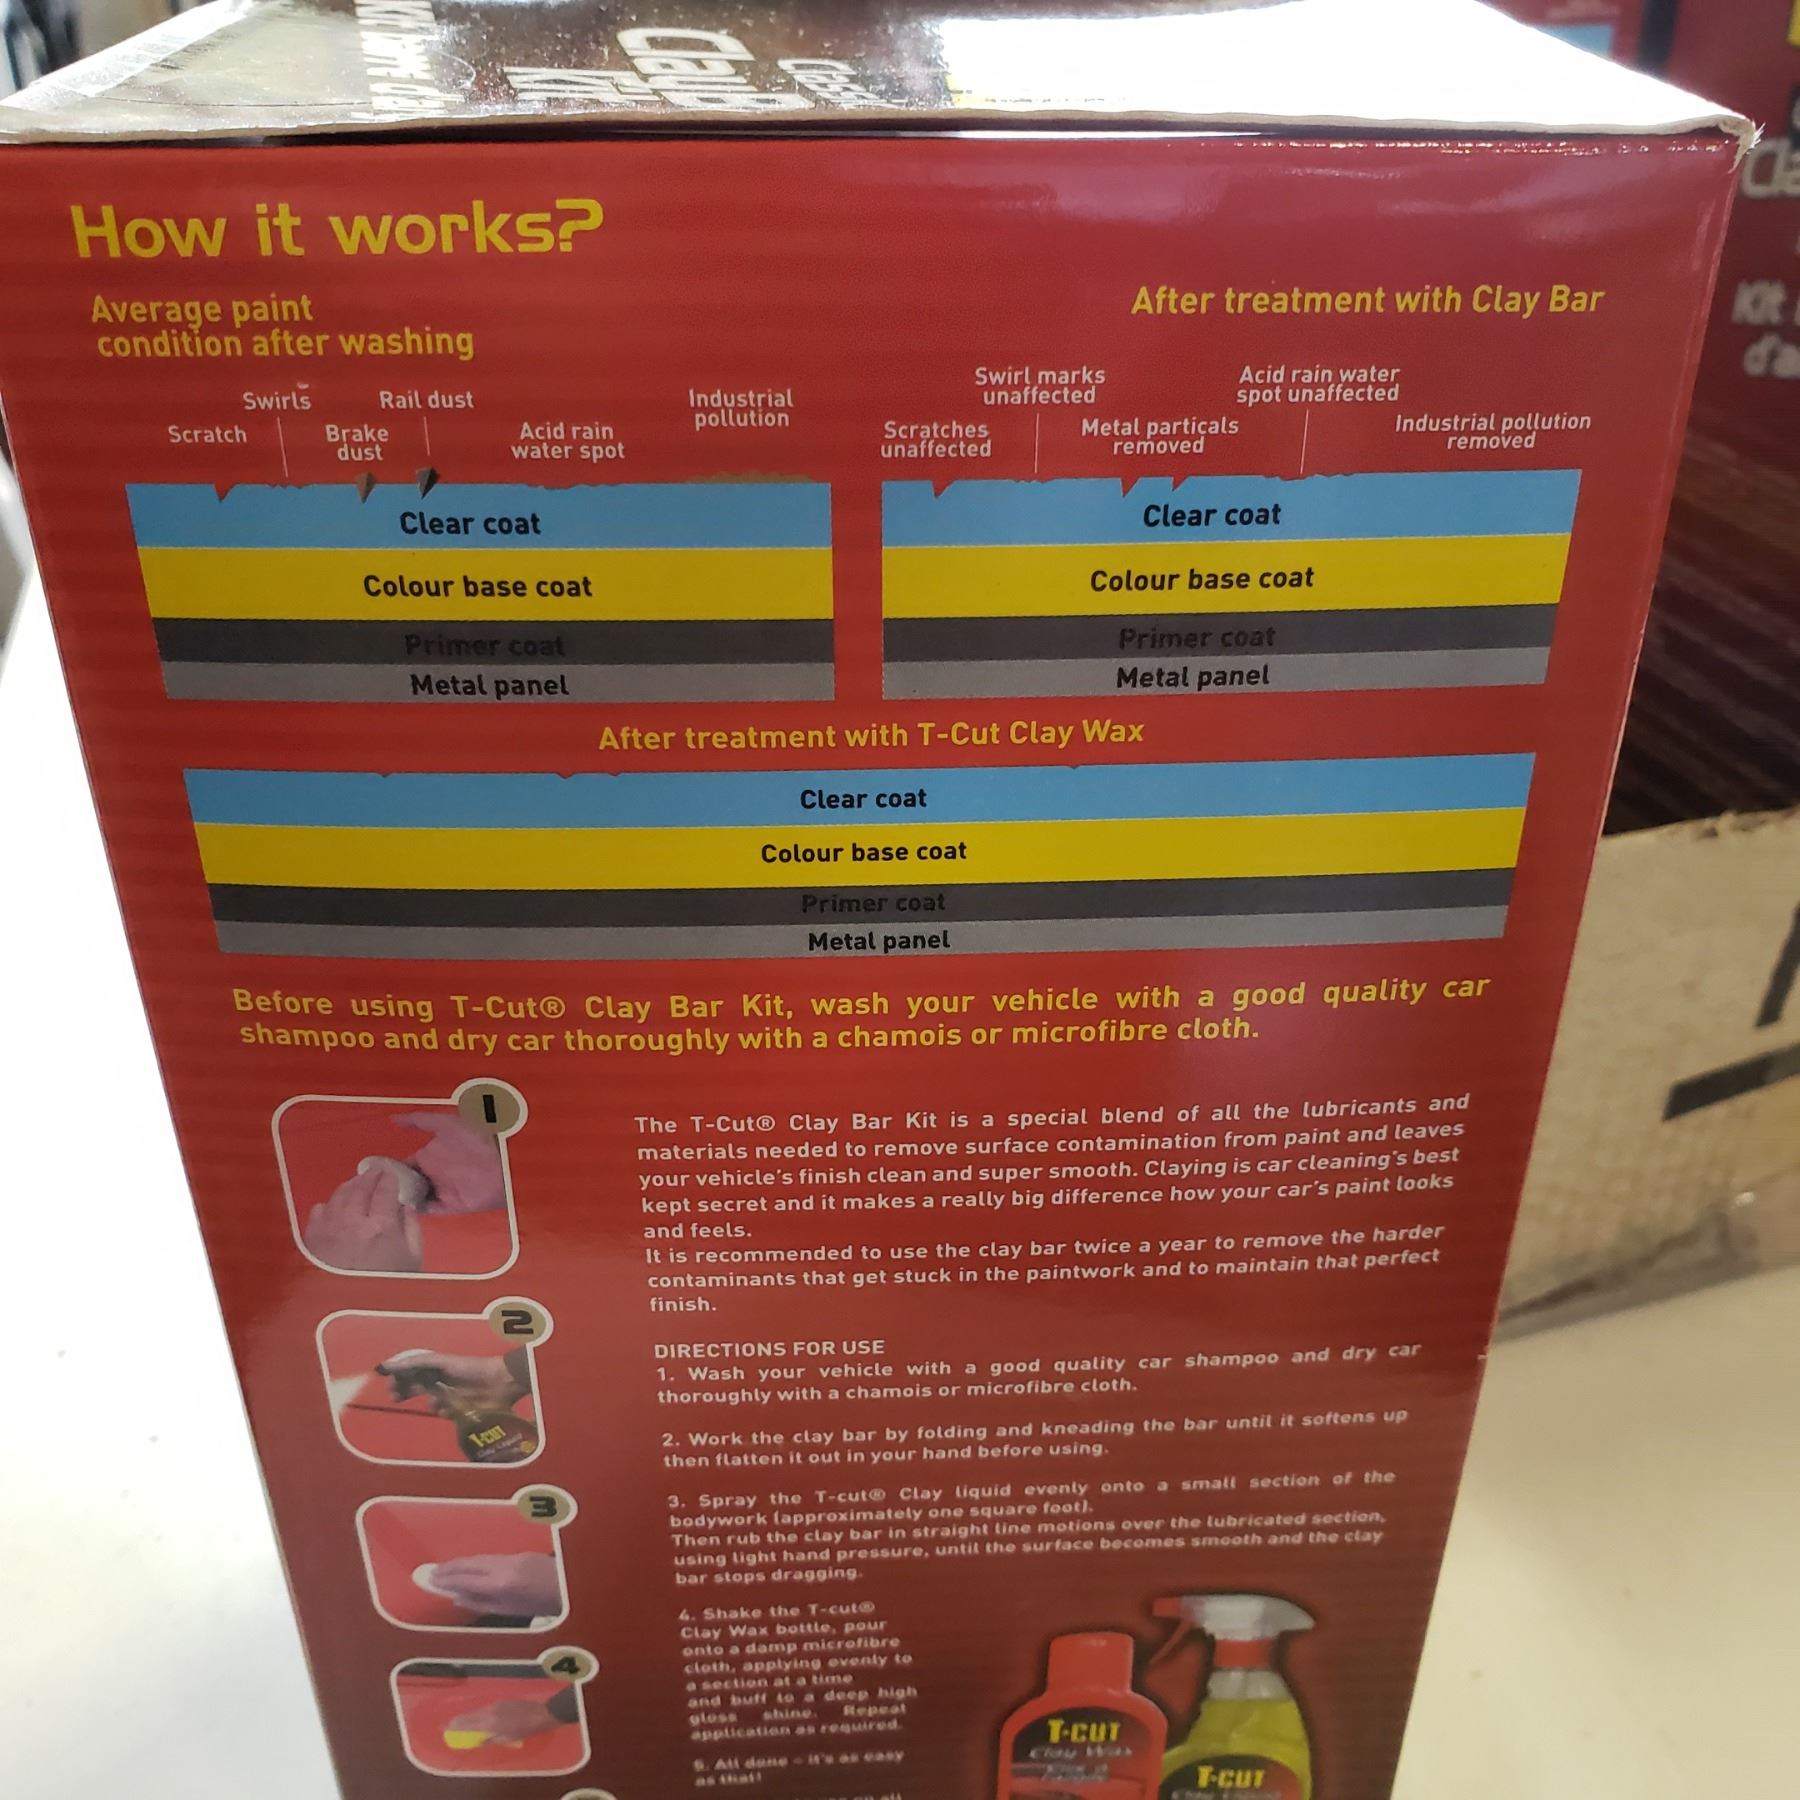 Clayb
Kit
How it works?
Average paint
condition after washing
After treatment with Clay Bar
Scratch
Swirls
Brake
dust
Rail dust
Acid rain
water spot
Industrial
pollution
Scratches
unaffected
Swirl marks
unaffected
Metal particals
removed
Acid rain water
spot unaffected
Industrial pollution
removed
Clear coat
Colour base coat
Primer coat
Metal panel
Clear coat
Colour base coat
Primer coat
Metal panel
After treatment with T-Cut Clay Wax
Clear coat
Colour base coat
Primer coat
Metal panel
Before using T-Cut® Clay Bar Kit, wash your vehicle with a good quality car
shampoo and dry car thoroughly with a chamois or microfibre cloth.
1
The T-Cut® Clay Bar Kit is a special blend of all the lubricants and
materials needed to remove surface contamination from paint and leaves
your vehicle's finish clean and super smooth. Claying is car cleaning's best
kept secret and it makes a really big difference how your car's paint looks
and feels.
It is recommended to use the clay bar twice a year to remove the harder
contaminants that get stuck in the paintwork and to maintain that perfect
finish.
2
T-CUT
DIRECTIONS FOR USE
1. Wash your vehicle with a good quality car shampoo and dry car
thoroughly with a chamois or microfibre cloth.
2. Work the clay bar by folding and kneading the bar until it softens up
then flatten it out in your hand before using.
3
3. Spray the T-cut® Clay liquid evenly onto a small section of the
bodywork (approximately one square foot).
Then rub the clay bar in straight line motions over the lubricated section,
using light hand pressure, until the surface becomes smooth and the clay
bar stops dragging.
4
4. Shake the T-cut®
Clay Wax bottle, pour
onto a damp microfibre
cloth, applying evenly to
a section at a time
and buff to a deep high
gloss shine. Repeat
application as required.
5. All done - it's as easy
as that!
T-CUT
Clay Wax
T-CUT
Kit
d'a